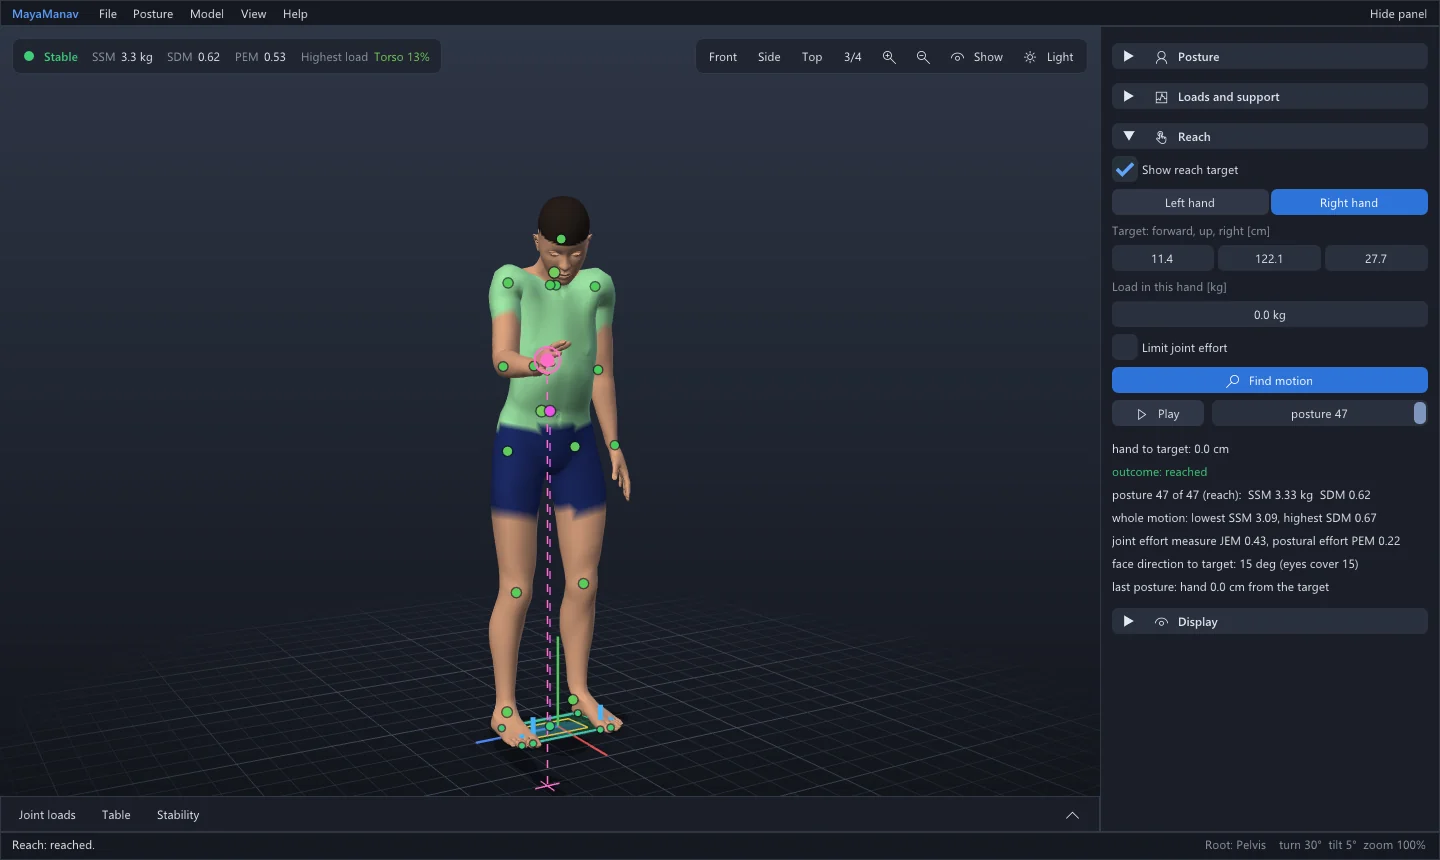 MayaManav File Posture Model View Help Hide panel
Stable SSM 3.3 kg SDM 0.62 PEM 0.53 Highest load Torso 13%
Front Side Top 3/4 Show Light
Posture
Loads and support
Reach
Show reach target
Left hand Right hand
Target: forward, up, right [cm]
11.4 122.1 27.7
Load in this hand [kg]
0.0 kg
Limit joint effort
Find motion
Play posture 47
hand to target: 0.0 cm
outcome: reached
posture 47 of 47 (reach): SSM 3.33 kg SDM 0.62
whole motion: lowest SSM 3.09, highest SDM 0.67
joint effort measure JEM 0.43, postural effort PEM 0.22
face direction to target: 15 deg (eyes cover 15)
last posture: hand 0.0 cm from the target
Display
Joint loads Table Stability
Reach: reached. Root: Pelvis turn 30° tilt 5° zoom 100%